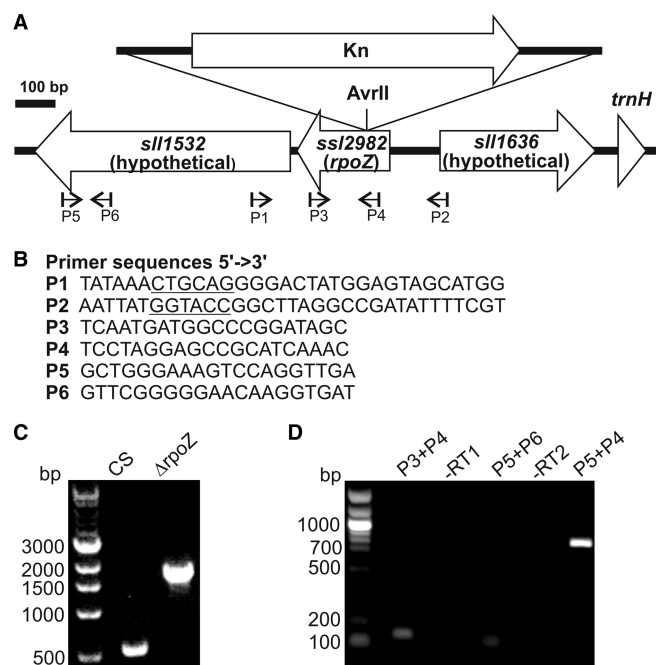 A
Kn
100 bp
AvrII
trnH
sll1532
(hypothetical)
ssl2982
(rpoZ)
sll1636
(hypothetical)
P5 P6 P1 P3 P4 P2
B Primer sequences 5'->3'
P1 TATAAACTGCAGGGGACTATGGAGTAGCATGG
P2 AATTATGGTACCGGCTTAGGCCGATATTTTCGT
P3 TCAATGATGGCCCGGATAGC
P4 TCCTAGGAGCCGCATCAAAC
P5 GCTGGGAAAGTCCAGGTTGA
P6 GTTCGGGGGAACAAGGTGAT
C
bp CS ΔrpoZ
3000
2000
1500
1000
500
D
bp P3+P4 -RT1 P5+P6 -RT2 P5+P4
1000
700
500
200
100